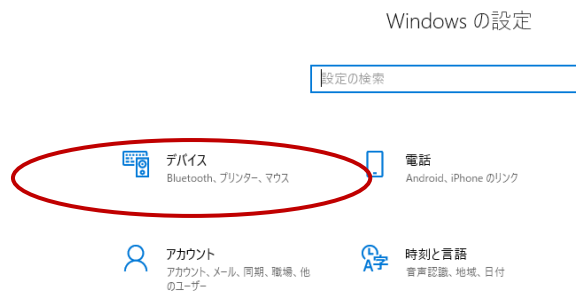 Windows の設定
設定の検索
デバイス
Bluetooth、プリンター、マウス
電話
Android、iPhone のリンク
アカウント
アカウント、メール、同期、職場、他
のユーザー
時刻と言語
音声認識、地域、日付